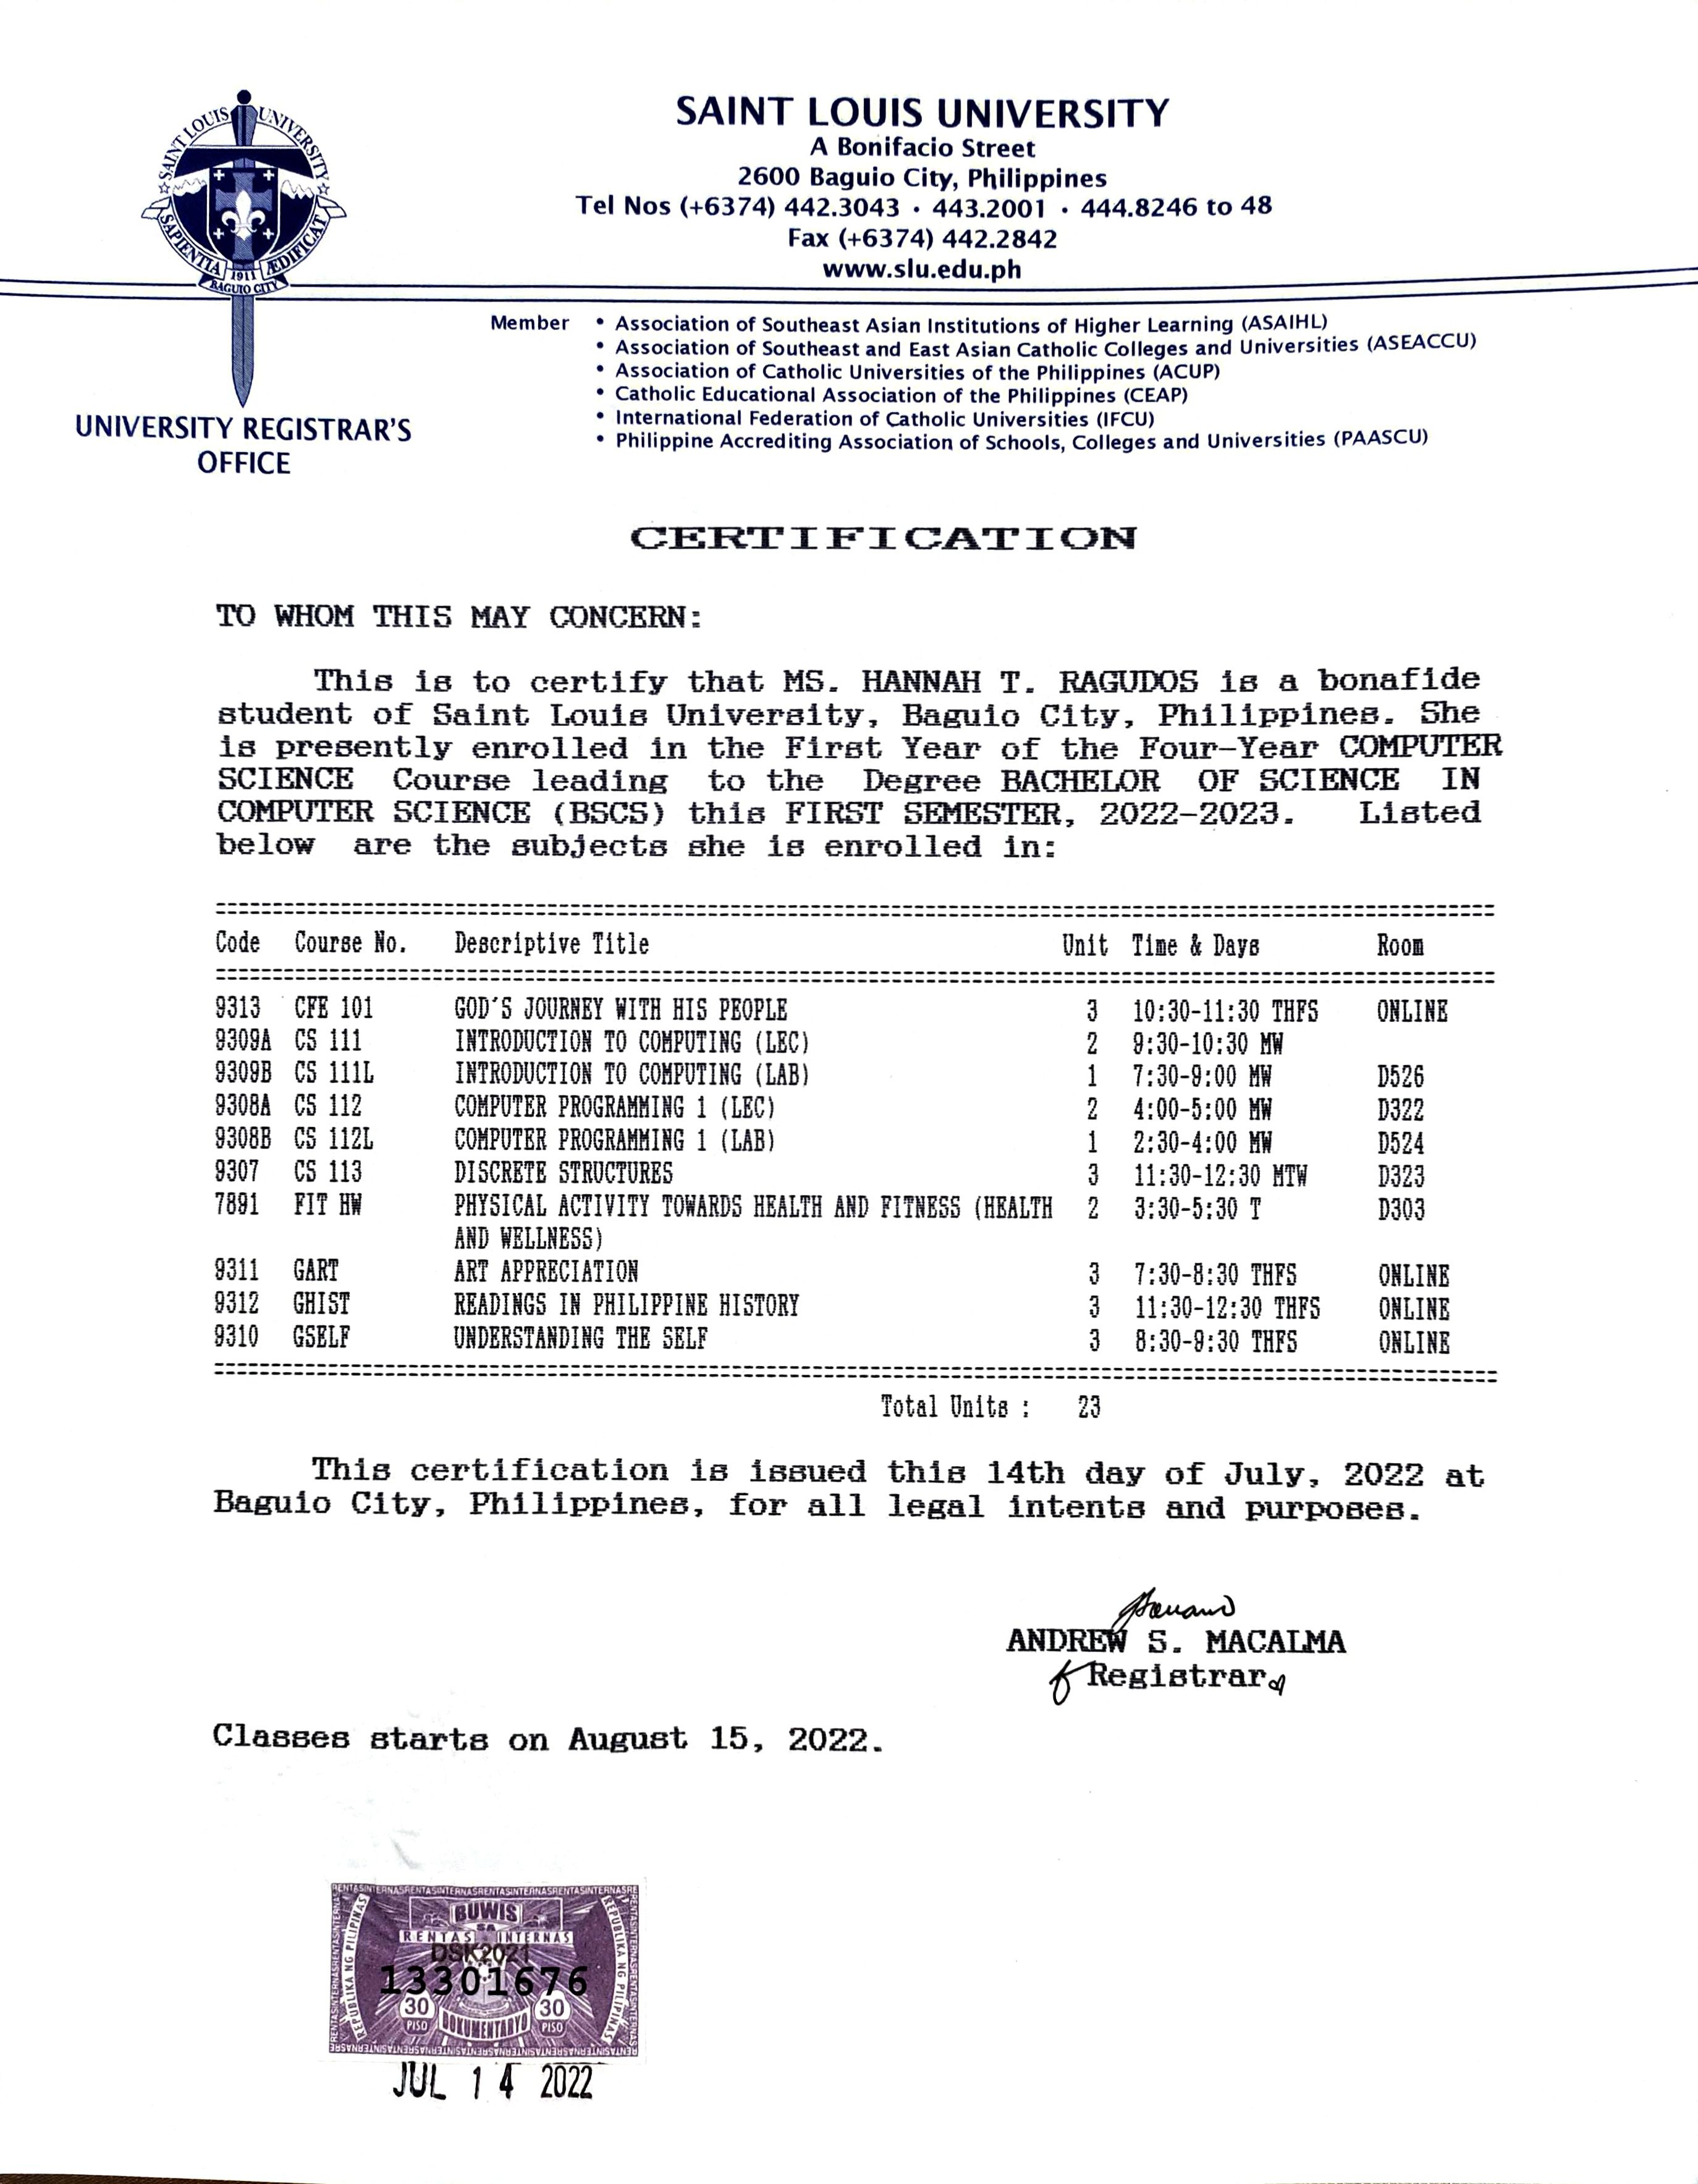 SAINT LOUIS UNIVERSITY
SAPIENTIA ÆDIFICAT
1911
BAGUIO CITY
SAINT LOUIS UNIVERSITY
A Bonifacio Street
2600 Baguio City, Philippines
Tel Nos (+6374) 442.3043 • 443.2001 • 444.8246 to 48
Fax (+6374) 442.2842
www.slu.edu.ph
Member • Association of Southeast Asian Institutions of Higher Learning (ASAIHL)
• Association of Southeast and East Asian Catholic Colleges and Universities (ASEACCU)
• Association of Catholic Universities of the Philippines (ACUP)
• Catholic Educational Association of the Philippines (CEAP)
• International Federation of Catholic Universities (IFCU)
• Philippine Accrediting Association of Schools, Colleges and Universities (PAASCU)
UNIVERSITY REGISTRAR'S
OFFICE
CERTIFICATION
TO WHOM THIS MAY CONCERN:
This is to certify that MS. HANNAH T. RAGUDOS is a bonafide
student of Saint Louis University, Baguio City, Philippines. She
is presently enrolled in the First Year of the Four-Year COMPUTER
SCIENCE Course leading to the Degree BACHELOR OF SCIENCE IN
COMPUTER SCIENCE (BSCS) this FIRST SEMESTER, 2022-2023. Listed
below are the subjects she is enrolled in:
Code Course No. Descriptive Title Unit Time & Days Room
9313 CFE 101 GOD'S JOURNEY WITH HIS PEOPLE 3 10:30-11:30 THFS ONLINE
9309A CS 111 INTRODUCTION TO COMPUTING (LEC) 2 9:30-10:30 MW
9309B CS 111L INTRODUCTION TO COMPUTING (LAB) 1 7:30-9:00 MW D526
9308A CS 112 COMPUTER PROGRAMMING 1 (LEC) 2 4:00-5:00 MW D322
9308B CS 112L COMPUTER PROGRAMMING 1 (LAB) 1 2:30-4:00 MW D524
9307 CS 113 DISCRETE STRUCTURES 3 11:30-12:30 MTW D323
7891 FIT HW PHYSICAL ACTIVITY TOWARDS HEALTH AND FITNESS (HEALTH 2 3:30-5:30 T D303
AND WELLNESS)
9311 GART ART APPRECIATION 3 7:30-8:30 THFS ONLINE
9312 GHIST READINGS IN PHILIPPINE HISTORY 3 11:30-12:30 THFS ONLINE
9310 GSELF UNDERSTANDING THE SELF 3 8:30-9:30 THFS ONLINE
Total Units : 23
This certification is issued this 14th day of July, 2022 at
Baguio City, Philippines, for all legal intents and purposes.
ANDREW S. MACALMA
Registrar
Classes starts on August 15, 2022.
REPUBLIKA NG PILIPINAS
BUWIS
SA
RENTAS INTERNAS
DSK2021
13301676
30 30
PISO DOKUMENTARYO PISO
REPUBLIKA NG PILIPINAS
JUL 14 2022